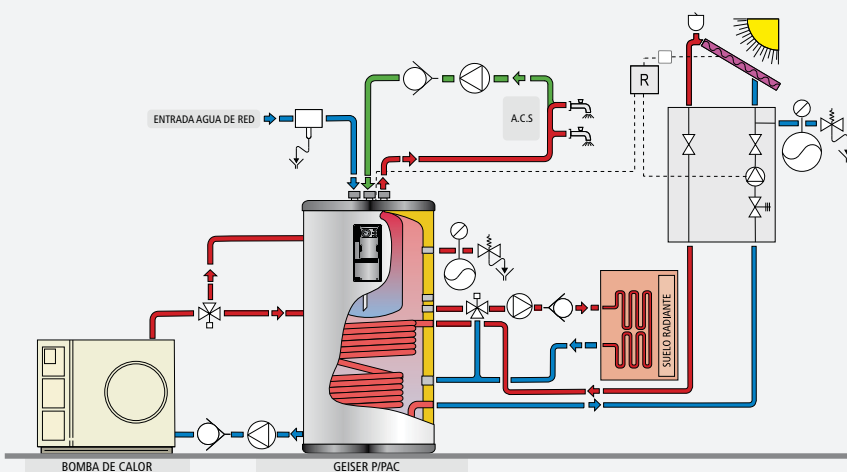 ENTRADA AGUA DE RED
A.C.S
R
SUELO RADIANTE
BOMBA DE CALOR
GEISER P/PAC